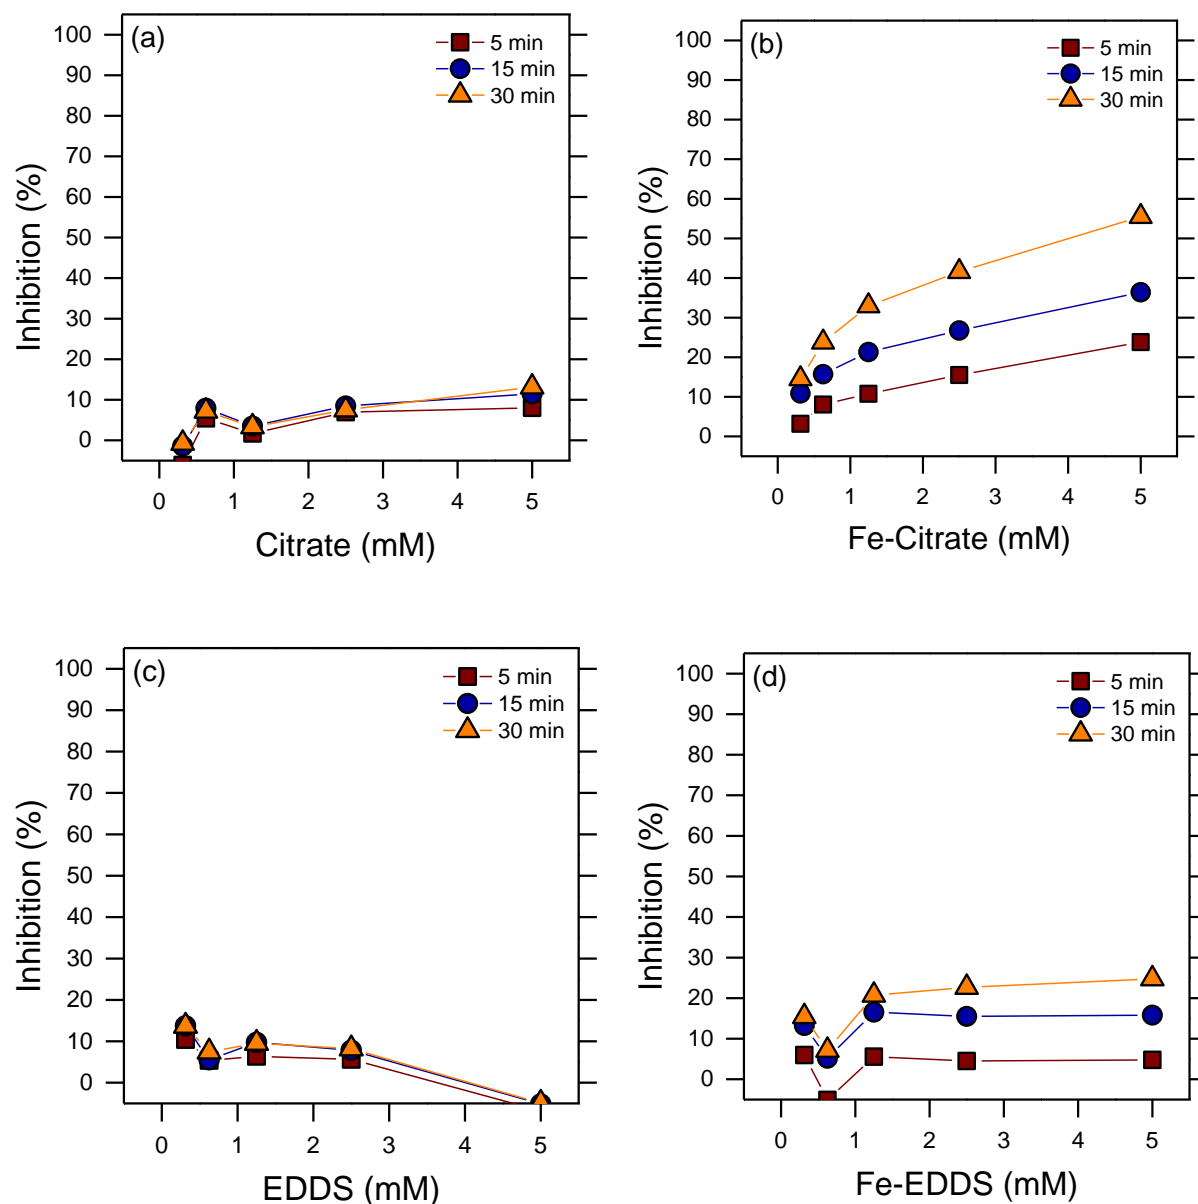 (a)
5 min
15 min
30 min
100
90
80
70
60
50
40
30
20
10
0
Inhibition (%)
0 1 2 3 4 5
Citrate (mM)
(b)
5 min
15 min
30 min
100
90
80
70
60
50
40
30
20
10
0
Inhibition (%)
0 1 2 3 4 5
Fe-Citrate (mM)
(c)
5 min
15 min
30 min
100
90
80
70
60
50
40
30
20
10
0
Inhibition (%)
0 1 2 3 4 5
EDDS (mM)
(d)
5 min
15 min
30 min
100
90
80
70
60
50
40
30
20
10
0
Inhibition (%)
0 1 2 3 4 5
Fe-EDDS (mM)